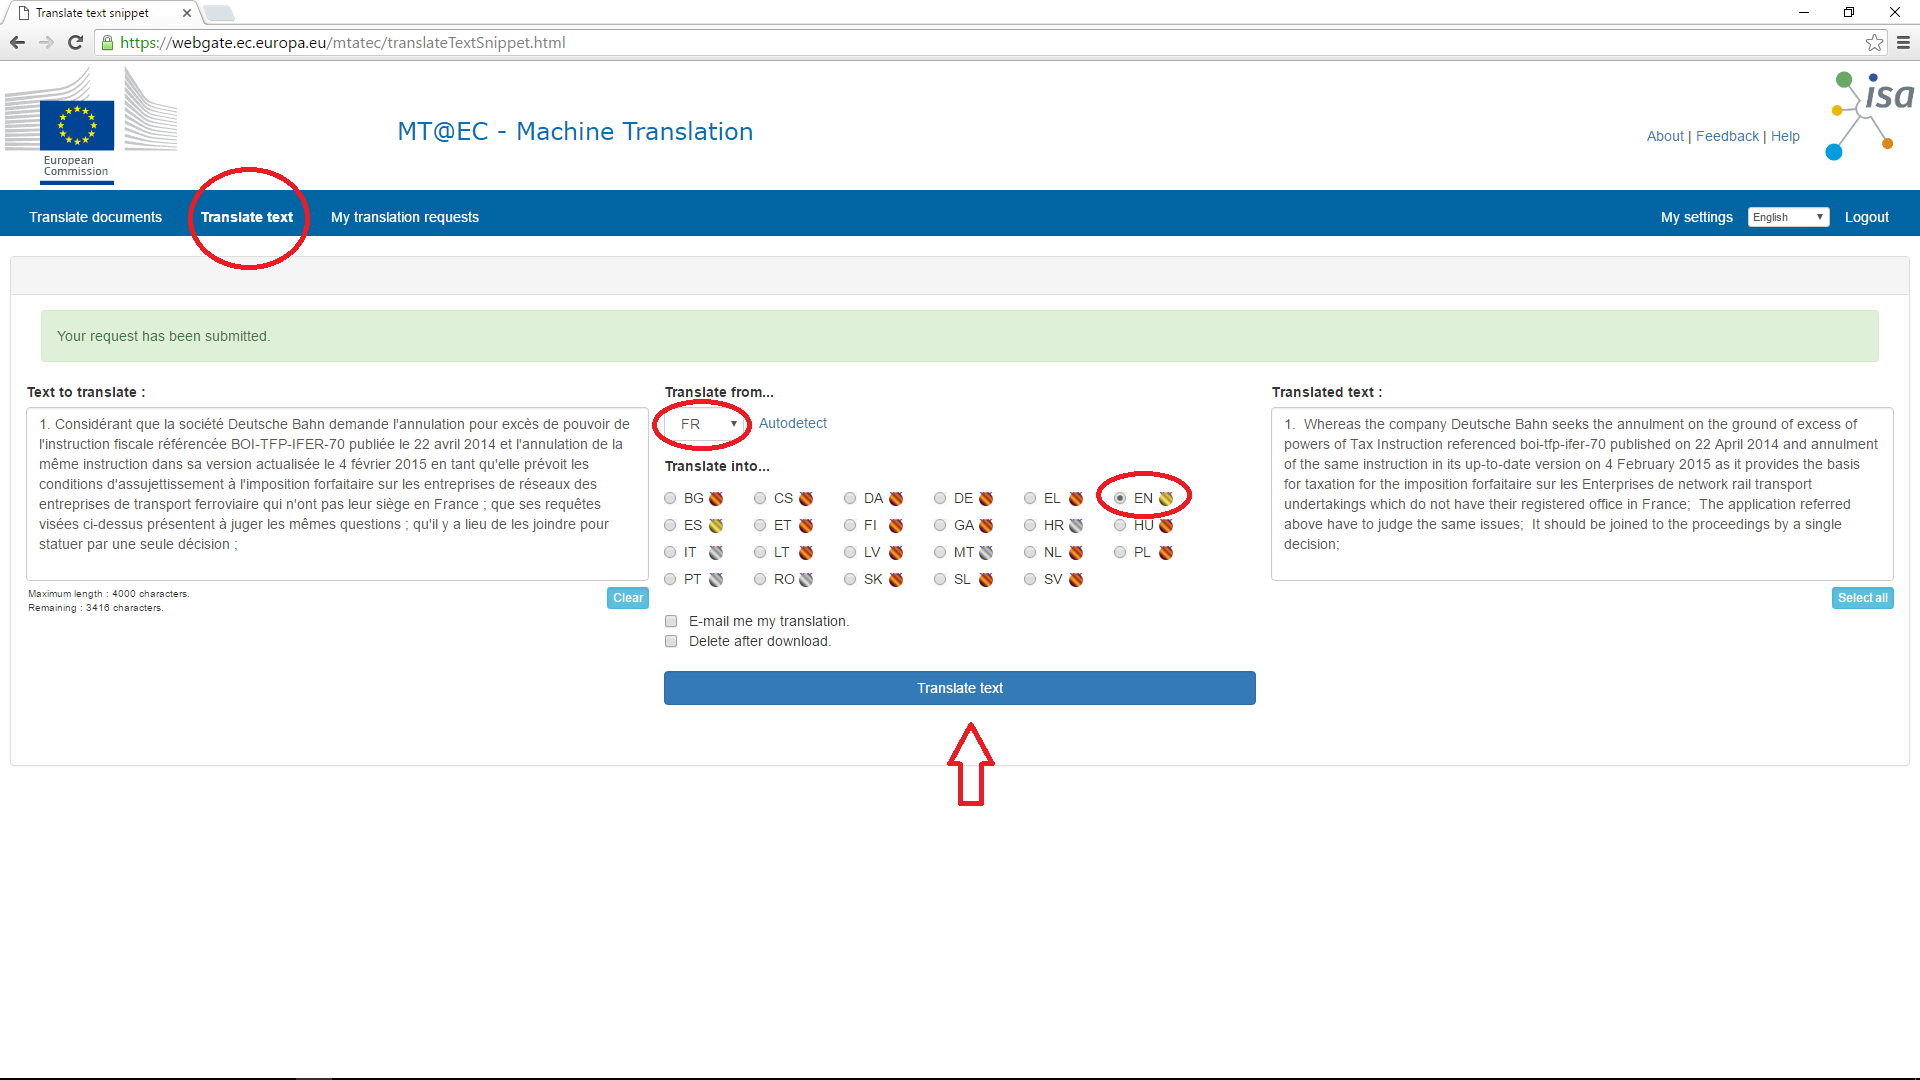 Translate text snippet
https://webgate.ec.europa.eu/mtatec/translateTextSnippet.html
European
Commission
MT@EC - Machine Translation
About | Feedback | Help
isa
Translate documents
Translate text
My translation requests
My settings
English
Logout
Your request has been submitted.
Text to translate :
1. Considérant que la société Deutsche Bahn demande l'annulation pour excès de pouvoir de
l'instruction fiscale référencée BOI-TFP-IFER-70 publiée le 22 avril 2014 et l'annulation de la
même instruction dans sa version actualisée le 4 février 2015 en tant qu'elle prévoit les
conditions d'assujettissement à l'imposition forfaitaire sur les entreprises de réseaux des
entreprises de transport ferroviaire qui n'ont pas leur siège en France ; que ses requêtes
visées ci-dessus présentent à juger les mêmes questions ; qu'il y a lieu de les joindre pour
statuer par une seule décision ;
Maximum length : 4000 characters.
Remaining : 3416 characters.
Clear
Translate from...
FR
Autodetect
Translate into...
BG CS DA DE EL EN
ES ET FI GA HR HU
IT LT LV MT NL PL
PT RO SK SL SV
E-mail me my translation.
Delete after download.
Translate text
Translated text :
1. Whereas the company Deutsche Bahn seeks the annulment on the ground of excess of
powers of Tax Instruction referenced boi-tfp-ifer-70 published on 22 April 2014 and annulment
of the same instruction in its up-to-date version on 4 February 2015 as it provides the basis
for taxation for the imposition forfaitaire sur les Enterprises de network rail transport
undertakings which do not have their registered office in France; The application referred
above have to judge the same issues; It should be joined to the proceedings by a single
decision;
Select all